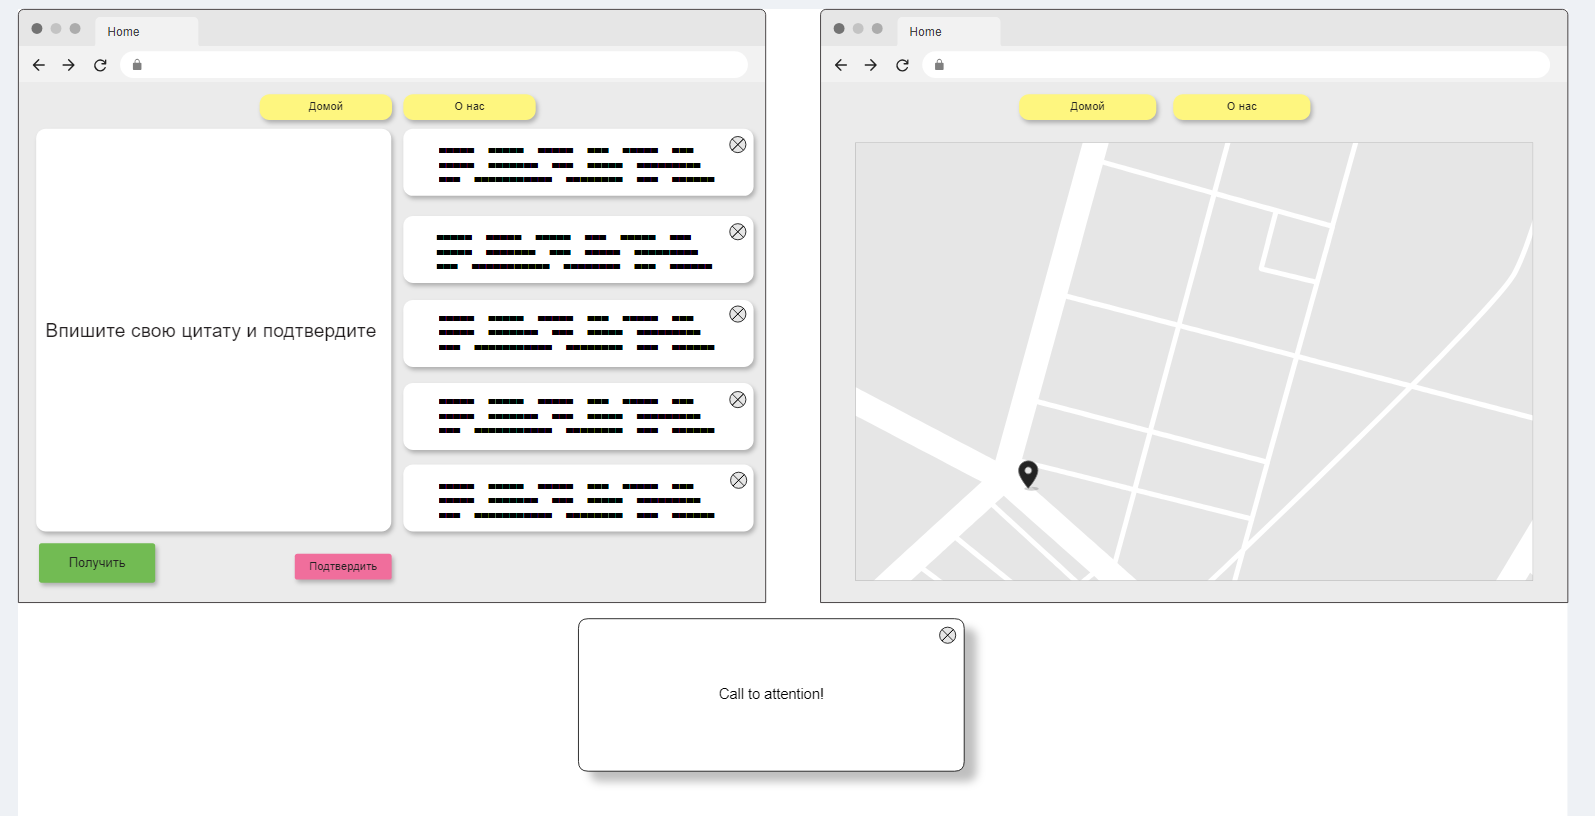 Home
Домой
О нас
Впишите свою цитату и подтвердите
Получить
Подтвердить
Home
Домой
О нас
Call to attention!